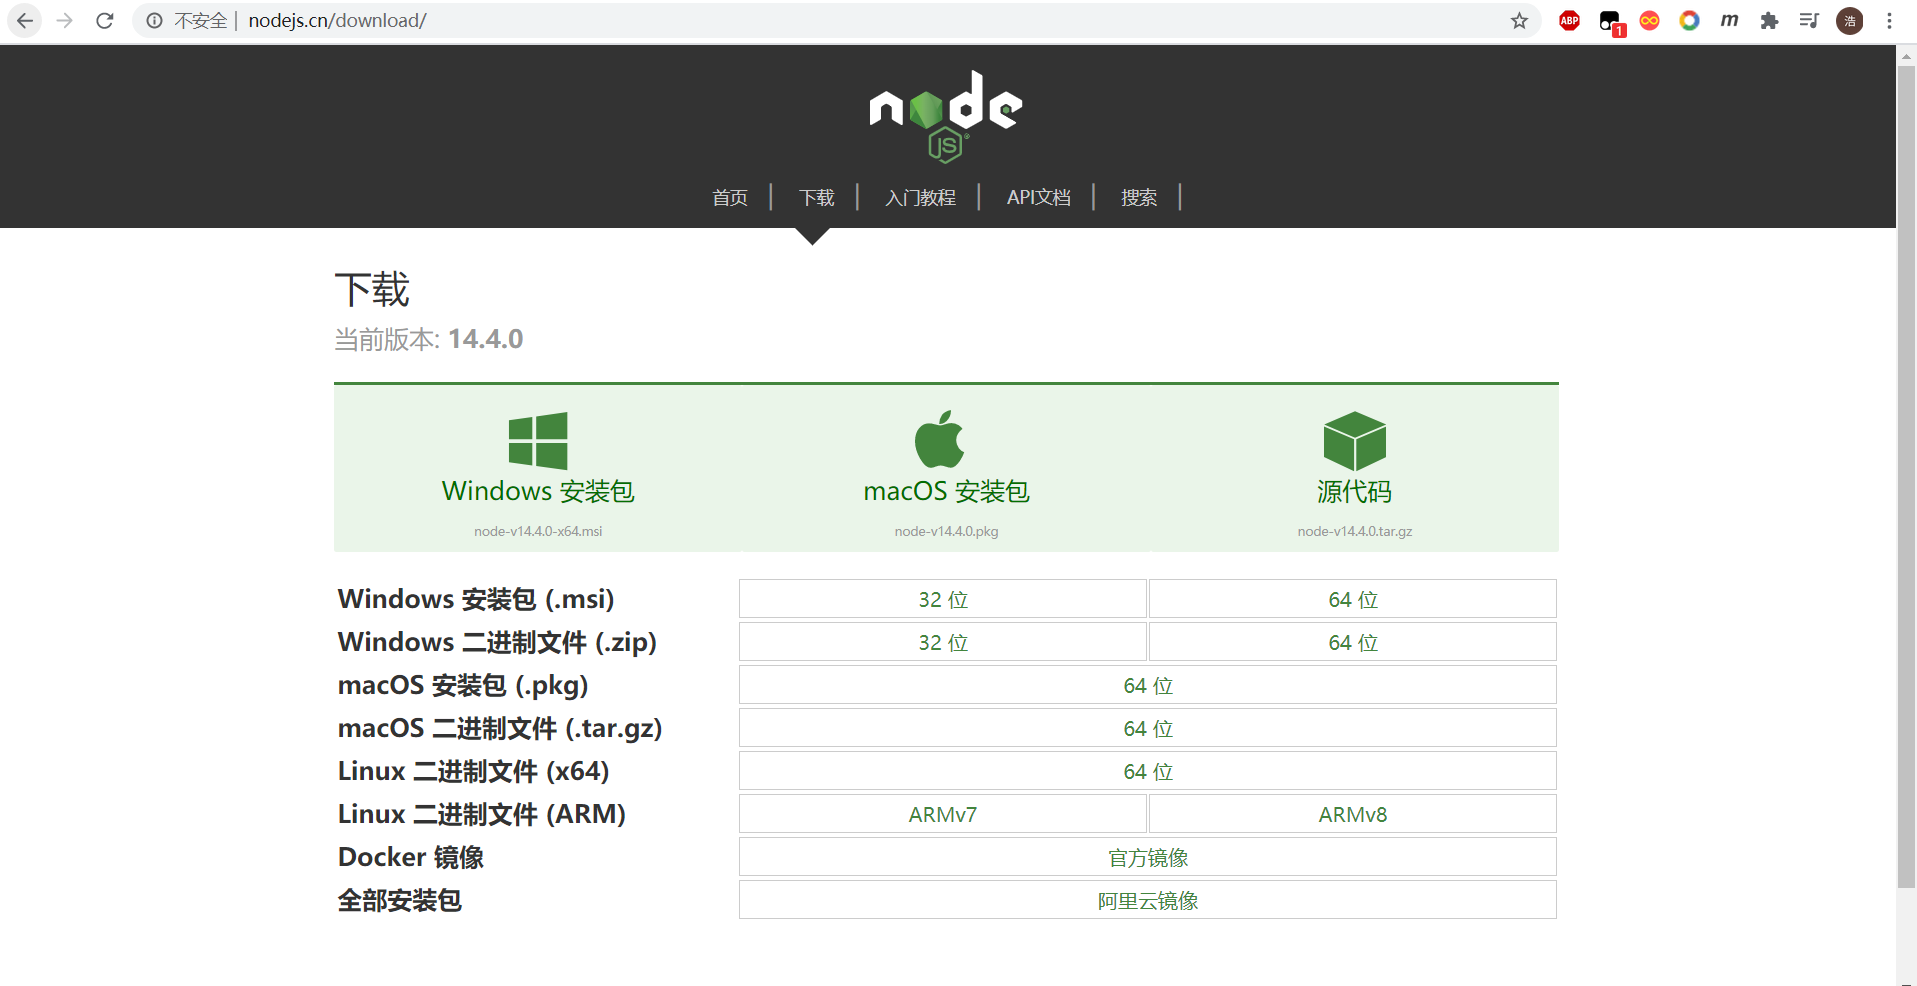 不安全 | nodejs.cn/download/
ABP
1
m
浩
node
JS
首页 | 下载 | 入门教程 | API文档 | 搜索 |
下载
当前版本: 14.4.0
Windows 安装包 macOS 安装包 源代码
node-v14.4.0-x64.msi node-v14.4.0.pkg node-v14.4.0.tar.gz
Windows 安装包 (.msi) 32 位 64 位
Windows 二进制文件 (.zip) 32 位 64 位
macOS 安装包 (.pkg) 64 位
macOS 二进制文件 (.tar.gz) 64 位
Linux 二进制文件 (x64) 64 位
Linux 二进制文件 (ARM) ARMv7 ARMv8
Docker 镜像 官方镜像
全部安装包 阿里云镜像